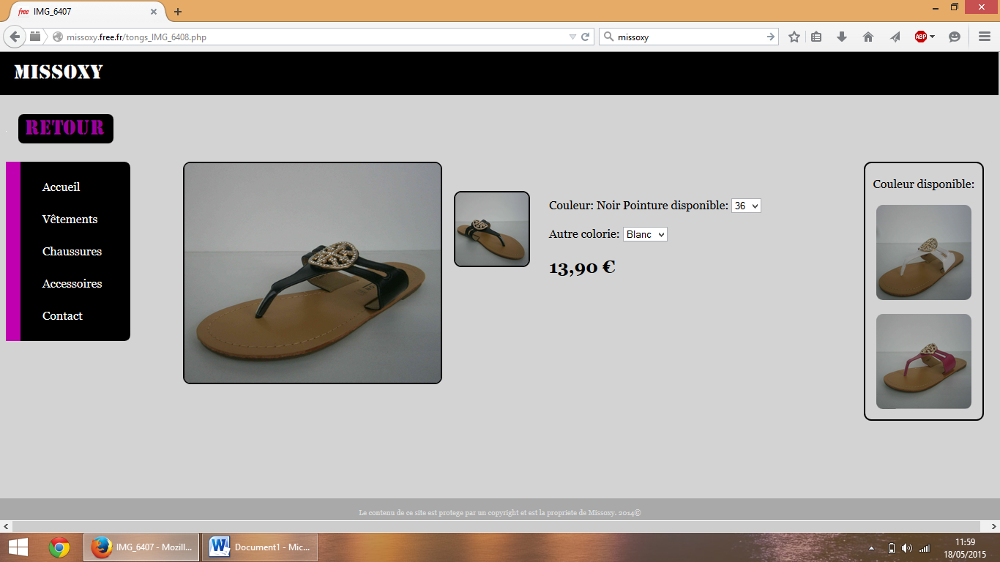 free IMG_6407
missoxy.free.fr/tongs_IMG_6408.php
missoxy
ABP
MISSOXY
RETOUR
Accueil
Vêtements
Chaussures
Accessoires
Contact
Couleur: Noir Pointure disponible: 36
Autre colorie: Blanc
13,90 €
Couleur disponible:
Le contenu de ce site est protege par un copyright et est la propriete de Missoxy. 2014©
IMG_6407 - Mozill...
Document1 - Mic...
11:59
18/05/2015